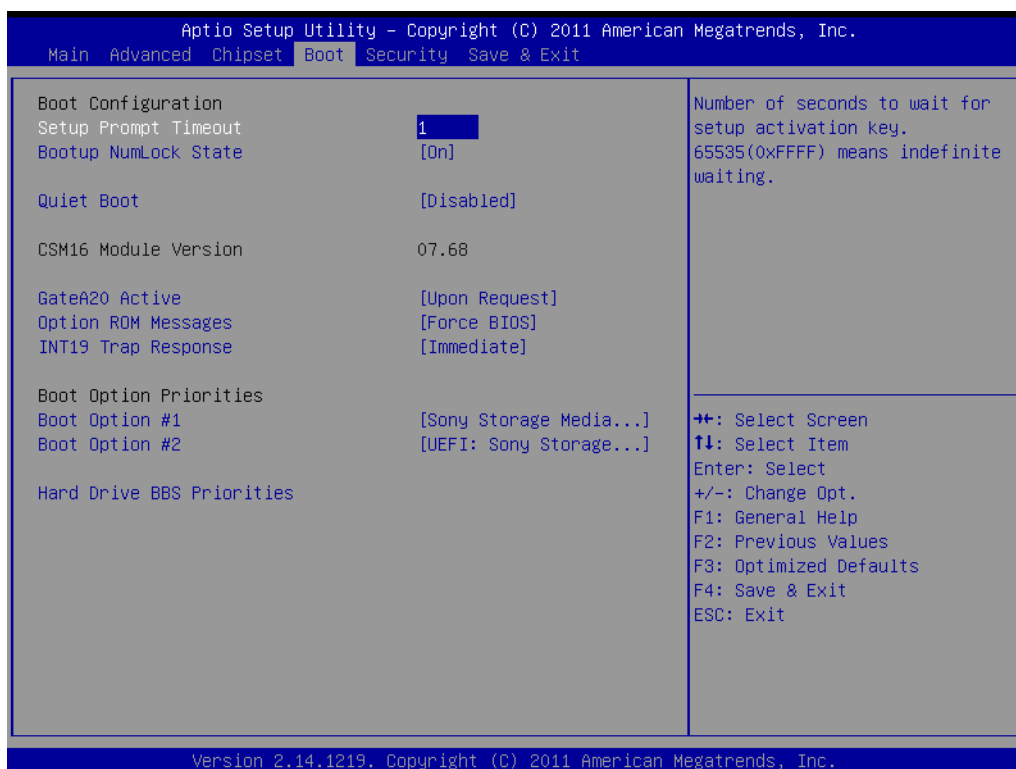 Aptio Setup Utility – Copyright (C) 2011 American Megatrends, Inc.
Main Advanced Chipset Boot Security Save & Exit
Boot Configuration
Setup Prompt Timeout 1
Bootup NumLock State [On]
Quiet Boot [Disabled]
CSM16 Module Version 07.68
GateA20 Active [Upon Request]
Option ROM Messages [Force BIOS]
INT19 Trap Response [Immediate]
Boot Option Priorities
Boot Option #1 [Sony Storage Media...]
Boot Option #2 [UEFI: Sony Storage...]
Hard Drive BBS Priorities
Number of seconds to wait for
setup activation key.
65535(0xFFFF) means indefinite
waiting.
→←: Select Screen
↑↓: Select Item
Enter: Select
+/-: Change Opt.
F1: General Help
F2: Previous Values
F3: Optimized Defaults
F4: Save & Exit
ESC: Exit
Version 2.14.1219. Copyright (C) 2011 American Megatrends, Inc.